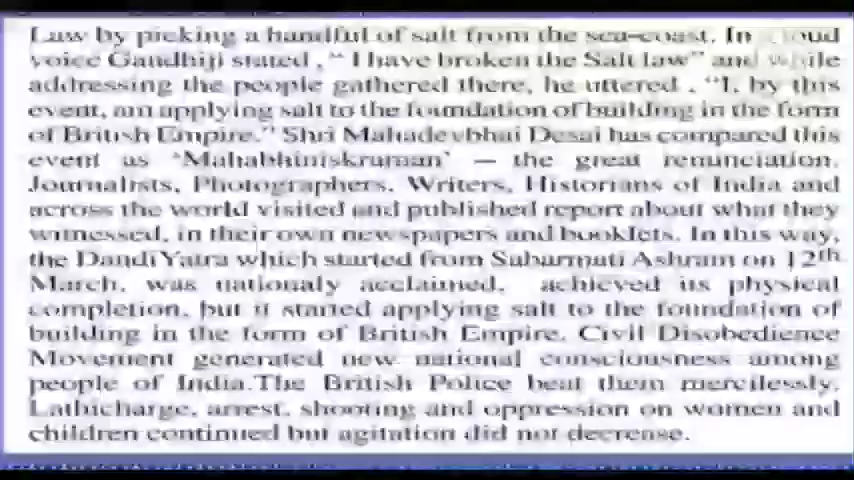 Law by picking a handful of salt from the sea-coast. In a loud
voice Gandhiji stated , “ I have broken the Salt law” and while
addressing the people gathered there, he uttered , “I, by this
event, am applying salt to the foundation of building in the form
of British Empire.” Shri Mahadevbhai Desai has compared this
event as ‘Mahabhiniskraman’ – the great renunciation.
Journalists, Photographers, Writers, Historians of India and
across the world visited and published report about what they
witnessed, in their own newspapers and booklets. In this way,
the Dandi Yatra which started from Sabarmati Ashram on 12th
March, was nationaly acclaimed, achieved its physical
completion, but it started applying salt to the foundation of
building in the form of British Empire. Civil Disobedience
Movement generated new national consciousness among
people of India.The British Police beat them mercilessly.
Lathicharge, arrest, shooting and oppression on women and
children continued but agitation did not decrease.